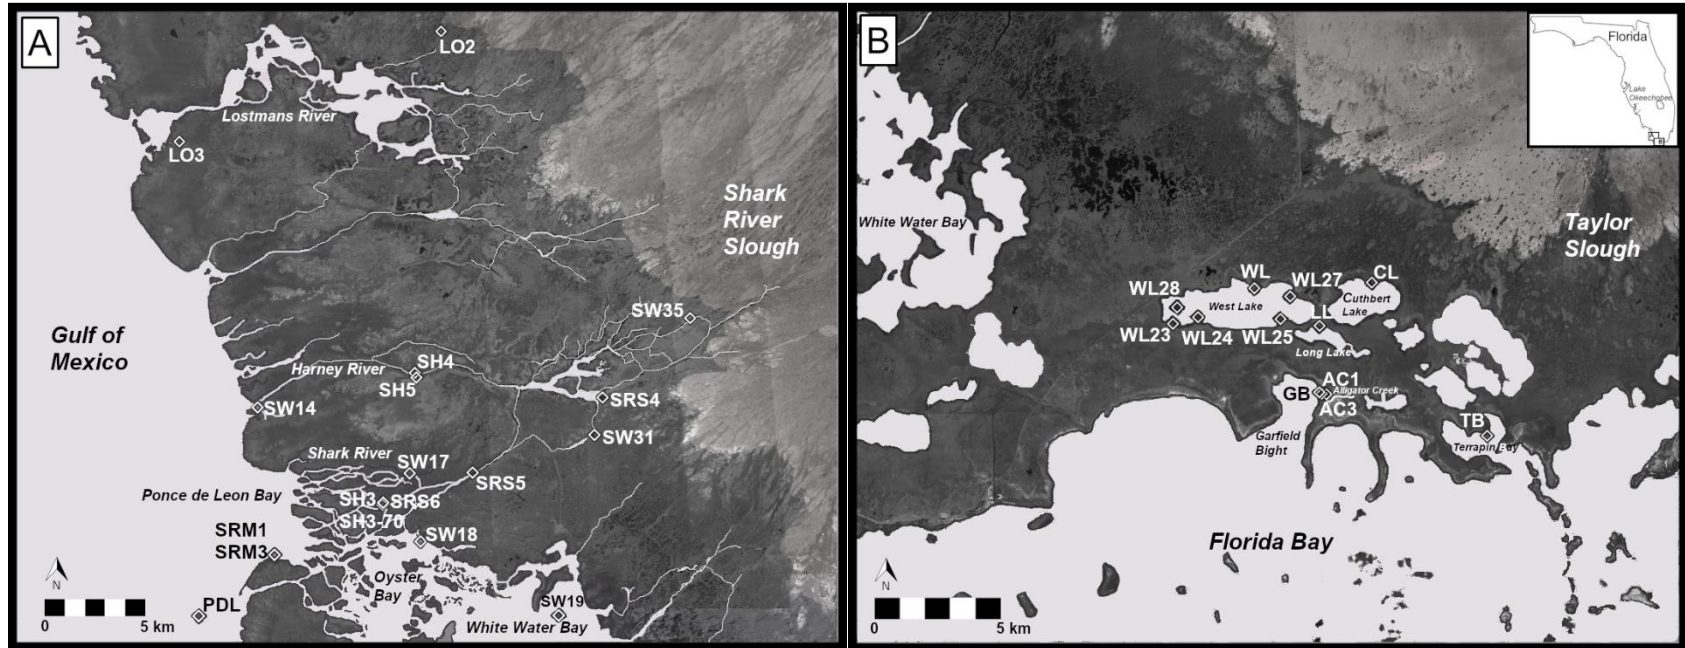 A
LO2
Lostmans River
LO3
Shark
River
Slough
SW35
Gulf of
Mexico
SH4
Harney River
SH5
SRS4
SW14
SW31
Shark River
SW17
SRS5
Ponce de Leon Bay
SH3
SRS6
SH3-70
SRM1
SW18
SRM3
N
Oyster
Bay
PDL
SW19
0
5 km
White Water Bay
B
Florida
Lake
Okeechobee
White Water Bay
Taylor
Slough
WL
WL27
CL
WL28
West Lake
Cuthbert
Lake
LL
WL23
WL24
WL25
Long Lake
AC1
GB
Alligator Creek
AC3
TB
Garfield
Bight
Terrapin Bay
Florida Bay
N
0
5 km